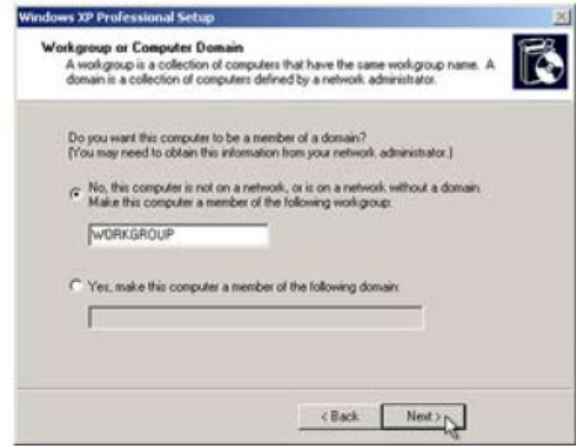 Windows XP Professional Setup
Workgroup or Computer Domain
A workgroup is a collection of computers that have the same workgroup name. A
domain is a collection of computers defined by a network administrator.
Do you want this computer to be a member of a domain?
(You may need to obtain this information from your network administrator.)
No, this computer is not on a network, or is on a network without a domain.
Make this computer a member of the following workgroup:
WORKGROUP
Yes, make this computer a member of the following domain:
< Back
Next >